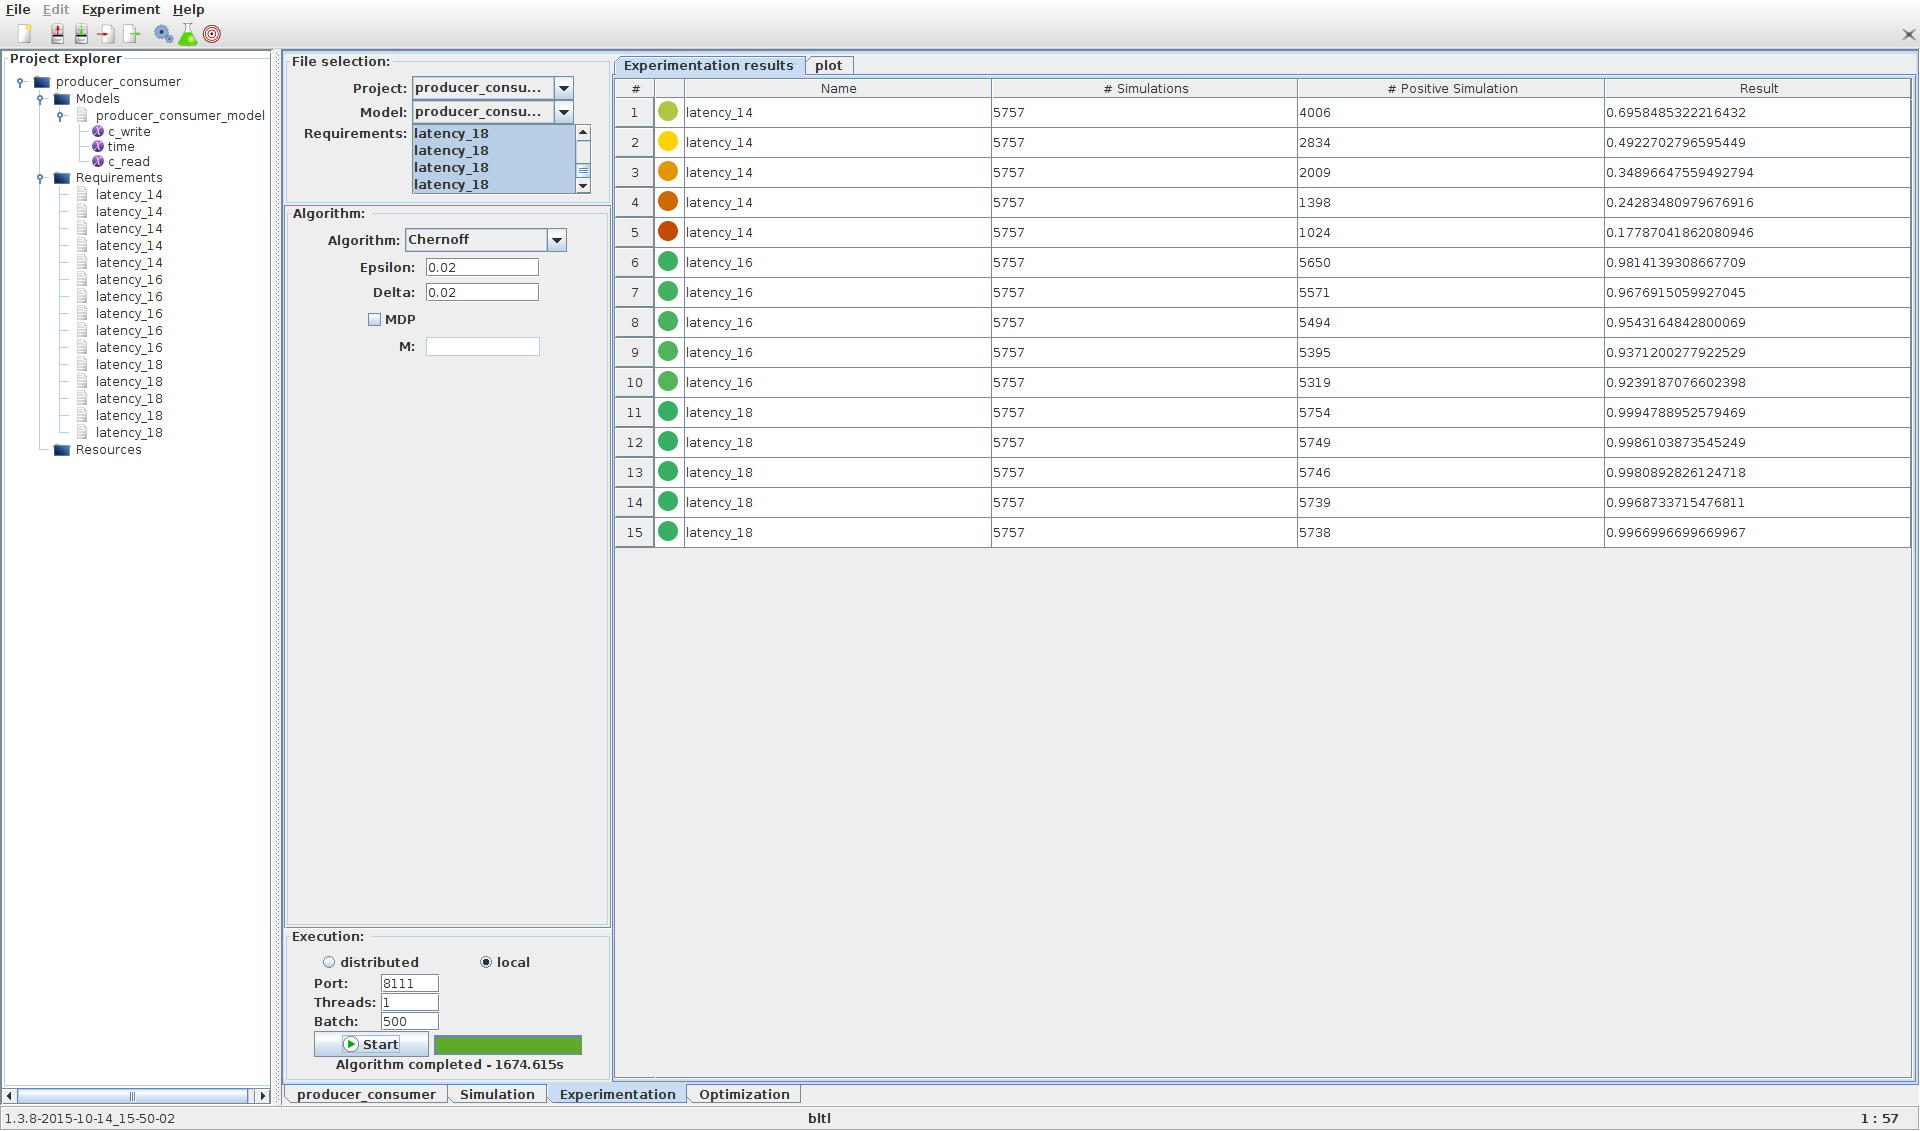 File Edit Experiment Help
Project Explorer
producer_consumer
Models
producer_consumer_model
c_write
time
c_read
Requirements
latency_14
latency_14
latency_14
latency_14
latency_14
latency_16
latency_16
latency_16
latency_16
latency_16
latency_18
latency_18
latency_18
latency_18
latency_18
Resources
File selection:
Project: producer_consu...
Model: producer_consu...
Requirements: latency_18
latency_18
latency_18
latency_18
Algorithm:
Algorithm: Chernoff
Epsilon: 0.02
Delta: 0.02
MDP
M:
Execution:
distributed local
Port: 8111
Threads: 1
Batch: 500
Start
Algorithm completed - 1674.615s
Experimentation results plot
# Name # Simulations # Positive Simulation Result
1 latency_14 5757 4006 0.6958485322216432
2 latency_14 5757 2834 0.4922702796595449
3 latency_14 5757 2009 0.34896647559492794
4 latency_14 5757 1398 0.24283480979676916
5 latency_14 5757 1024 0.17787041862080946
6 latency_16 5757 5650 0.9814139308667709
7 latency_16 5757 5571 0.9676915059927045
8 latency_16 5757 5494 0.9543164842800069
9 latency_16 5757 5395 0.9371200277922529
10 latency_16 5757 5319 0.9239187076602398
11 latency_18 5757 5754 0.9994788952579469
12 latency_18 5757 5749 0.9986103873545249
13 latency_18 5757 5746 0.9980892826124718
14 latency_18 5757 5739 0.9968733715476811
15 latency_18 5757 5738 0.9966996699669967
producer_consumer Simulation Experimentation Optimization
1.3.8-2015-10-14_15-50-02 bltl 1 : 57